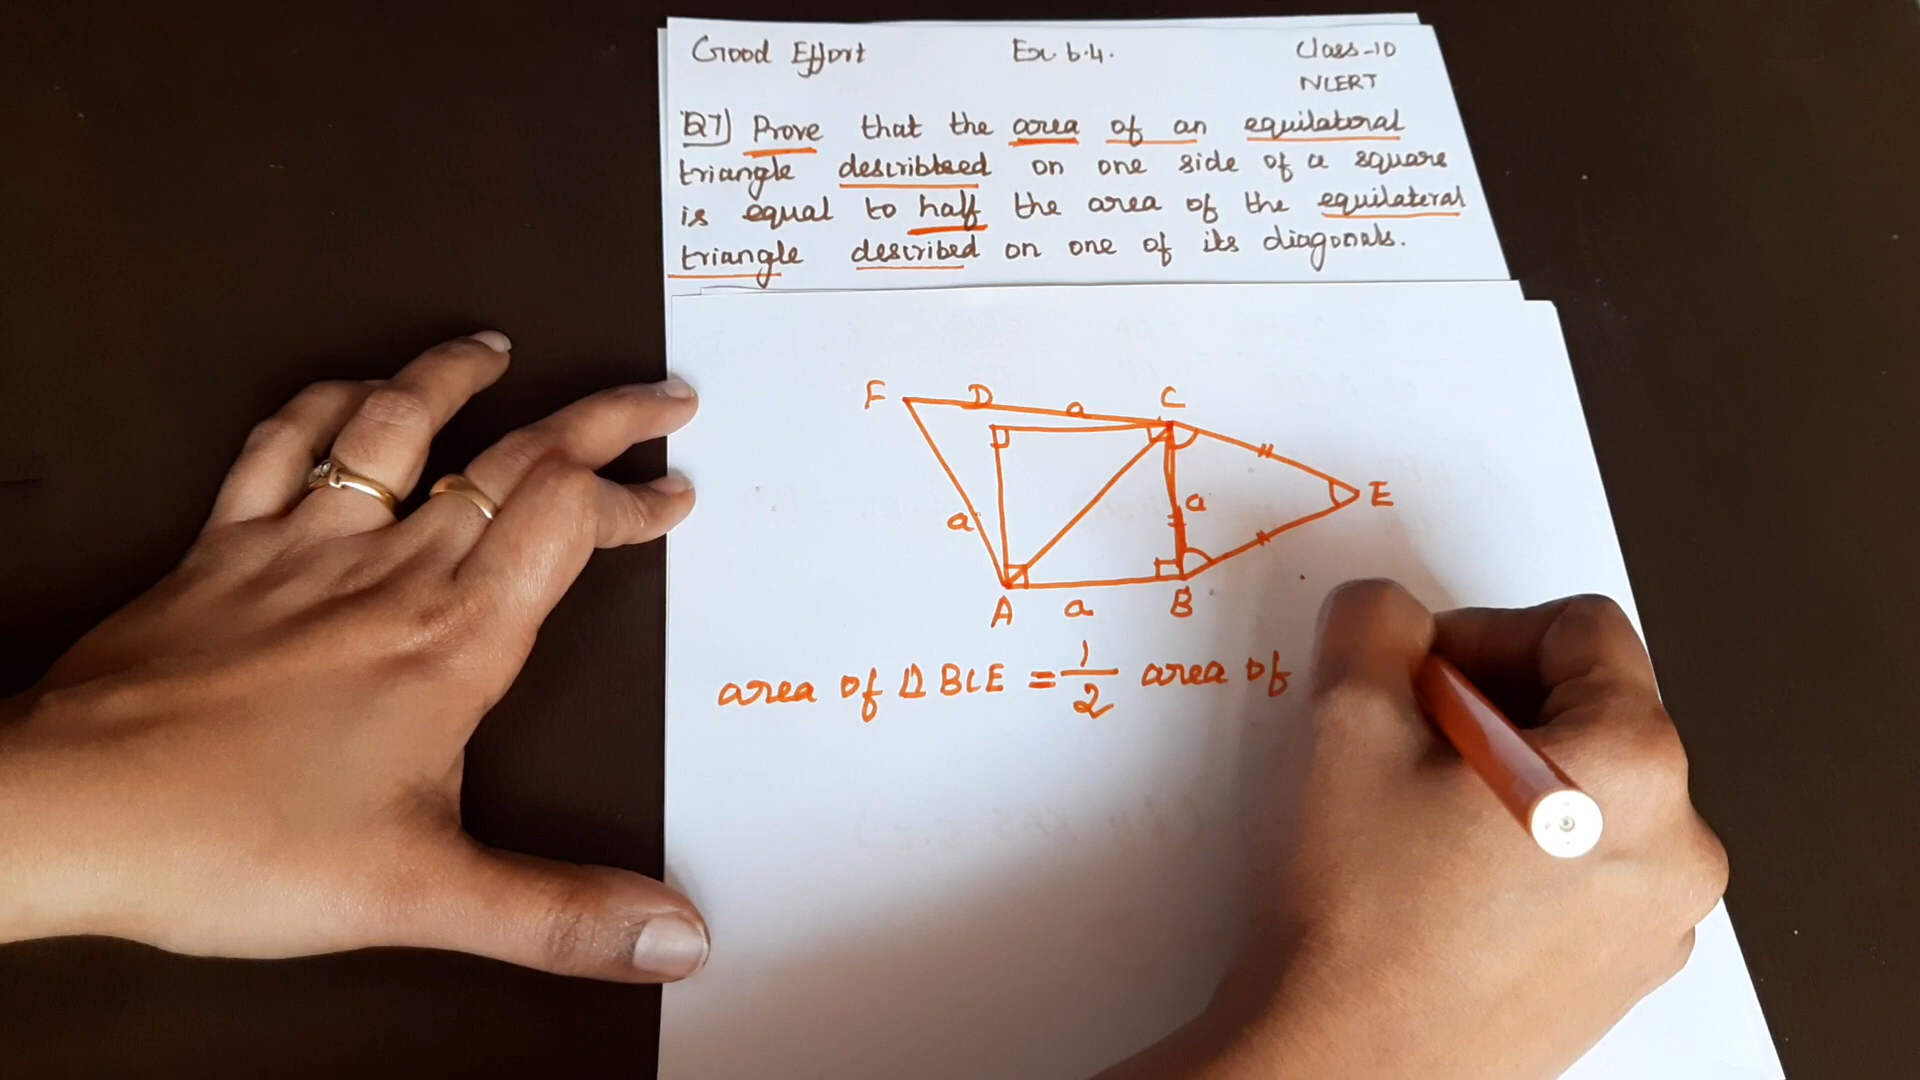 Good Effort Ex 6.4. Class-10
NCERT
Q7) Prove that the area of an equilateral
triangle described on one side of a square
is equal to half the area of the equilateral
triangle described on one of its diagonals.
F D a C
a a E
A a B
area of Δ BCE = 1/2 area of